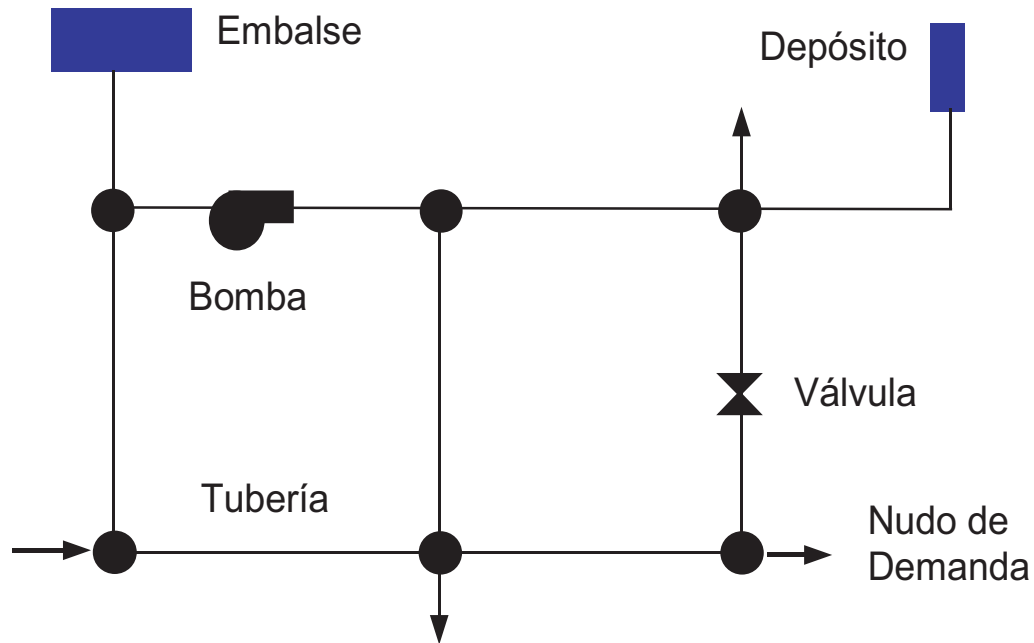 Embalse
Depósito
Bomba
Válvula
Tubería
Nudo de
Demanda